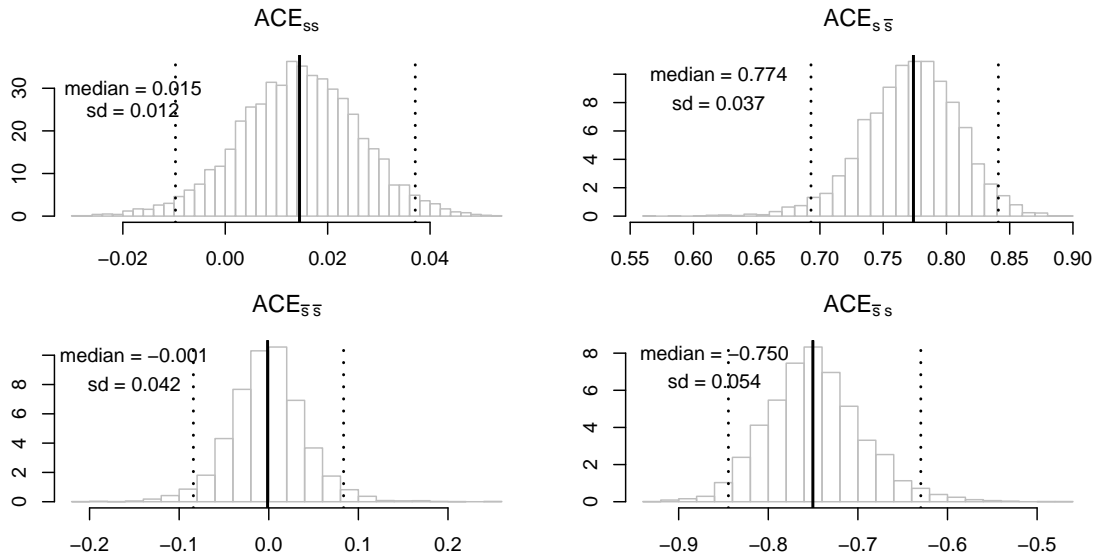 ACEss
median = 0.015
sd = 0.012
0 10 20 30
−0.02 0.00 0.02 0.04
ACEs s̅
median = 0.774
sd = 0.037
0 2 4 6 8
0.55 0.60 0.65 0.70 0.75 0.80 0.85 0.90
ACEs̅ s̅
median = −0.001
sd = 0.042
0 2 4 6 8
−0.2 −0.1 0.0 0.1 0.2
ACEs̅ s
median = −0.750
sd = 0.054
0 2 4 6 8
−0.9 −0.8 −0.7 −0.6 −0.5